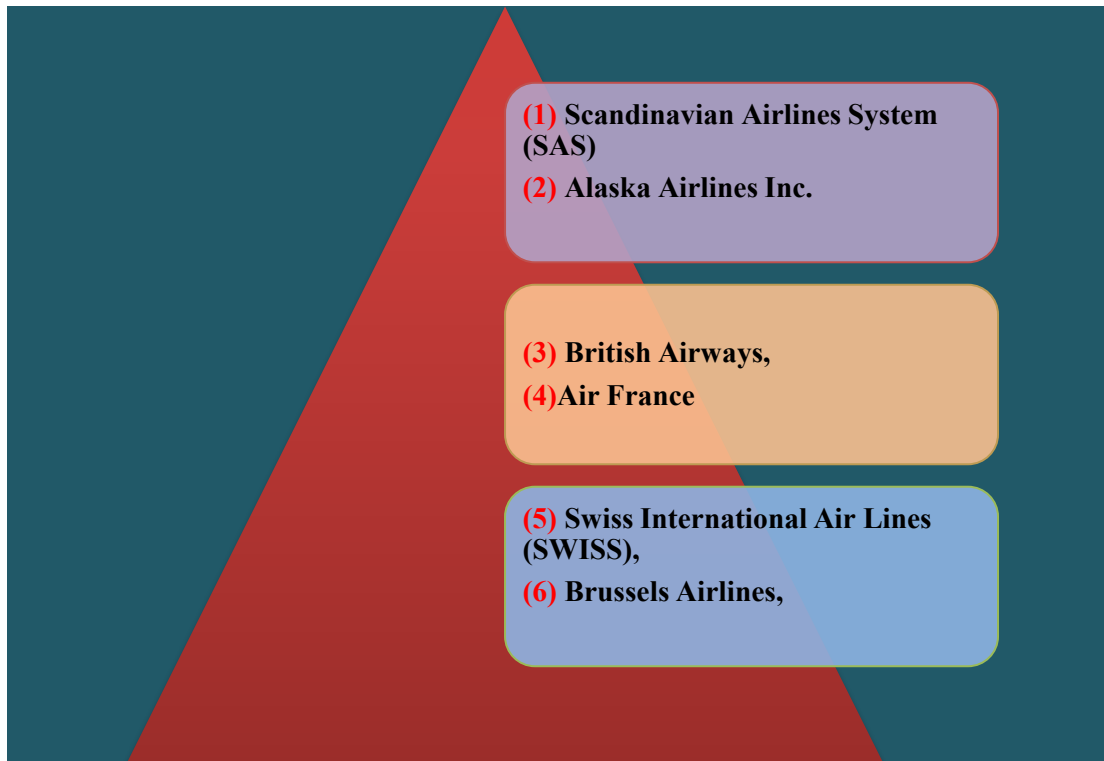 (1) Scandinavian Airlines System
(SAS)
(2) Alaska Airlines Inc.
(3) British Airways,
(4)Air France
(5) Swiss International Air Lines
(SWISS),
(6) Brussels Airlines,